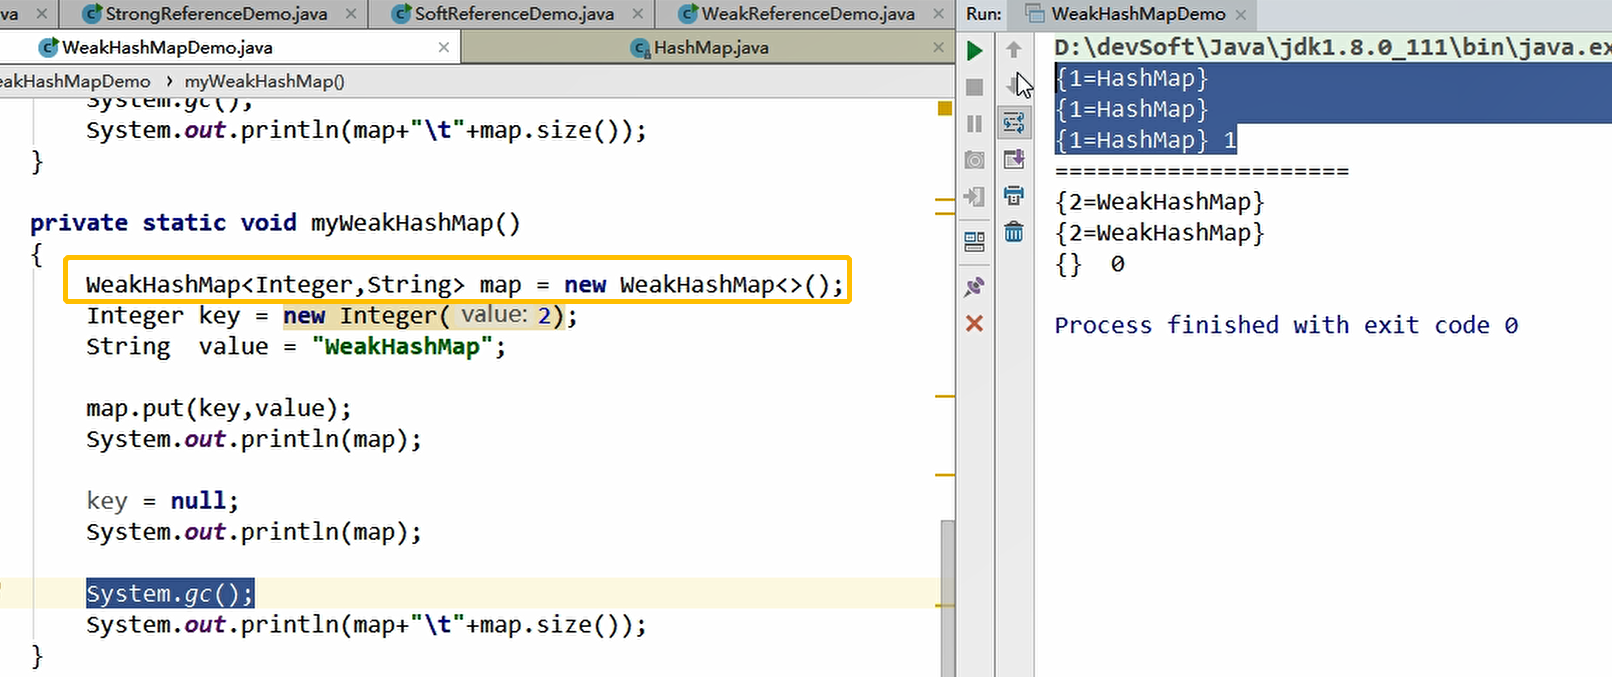 va StrongReferenceDemo.java SoftReferenceDemo.java WeakReferenceDemo.java
WeakHashMapDemo.java HashMap.java
eakHashMapDemo myWeakHashMap()
System.gc();
System.out.println(map+"\t"+map.size());
}
private static void myWeakHashMap()
{
WeakHashMap<Integer,String> map = new WeakHashMap<>();
Integer key = new Integer( value: 2);
String value = "WeakHashMap";
map.put(key,value);
System.out.println(map);
key = null;
System.out.println(map);
System.gc();
System.out.println(map+"\t"+map.size());
}
Run: WeakHashMapDemo
D:\devSoft\Java\jdk1.8.0_111\bin\java.ex
{1=HashMap}
{1=HashMap}
{1=HashMap} 1
=====================
{2=WeakHashMap}
{2=WeakHashMap}
{} 0
Process finished with exit code 0